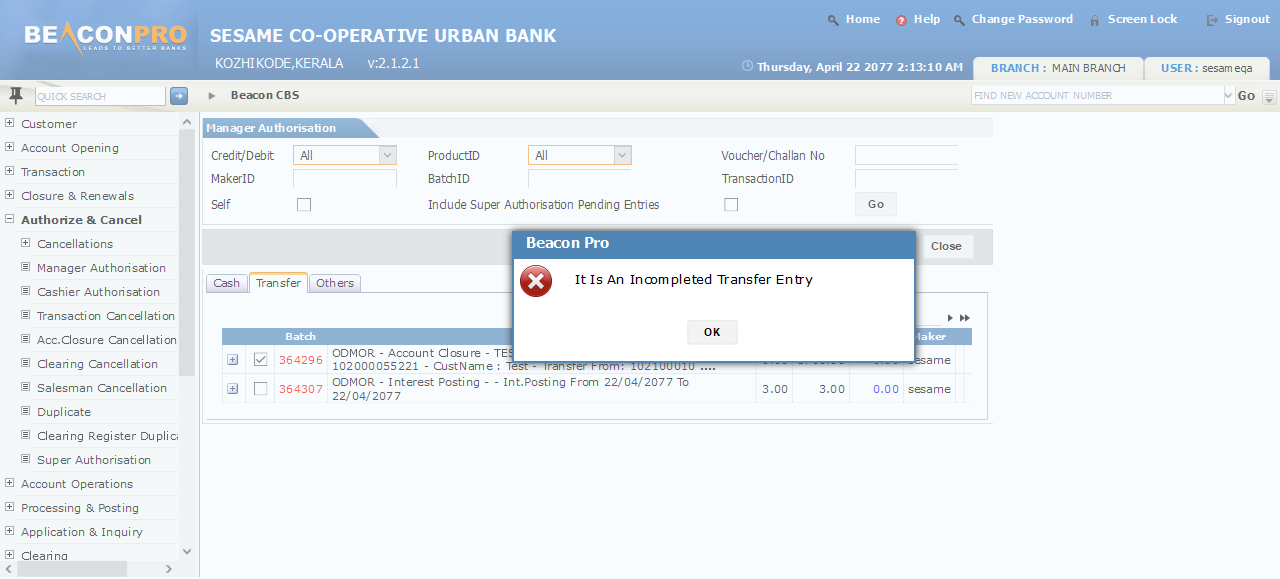 Home Help Change Password Screen Lock Signout
BEACONPRO
LEADS TO BETTER BANKS
SESAME CO-OPERATIVE URBAN BANK
KOZHIKODE,KERALA v:2.1.2.1
Thursday, April 22 2077 2:13:10 AM BRANCH : MAIN BRANCH USER : sesameqa
QUICK SEARCH Beacon CBS FIND NEW ACCOUNT NUMBER Go
Customer
Account Opening
Transaction
Closure & Renewals
Authorize & Cancel
Cancellations
Manager Authorisation
Cashier Authorisation
Transaction Cancellation
Acc.Closure Cancellation
Clearing Cancellation
Salesman Cancellation
Duplicate
Clearing Register Duplica
Super Authorisation
Account Operations
Processing & Posting
Application & Inquiry
Clearing
Manager Authorisation
Credit/Debit All ProductID All Voucher/Challan No
MakerID BatchID TransactionID
Self Include Super Authorisation Pending Entries Go
Close
Beacon Pro
It Is An Incompleted Transfer Entry
OK
Cash Transfer Others
Batch
364296 ODMOR - Account Closure - sesame
102000055221 - CustName : Test - Transfer From: 102100010 ....
364307 ODMOR - Interest Posting - - Int.Posting From 22/04/2077 To
22/04/2077 3.00 3.00 0.00 sesame